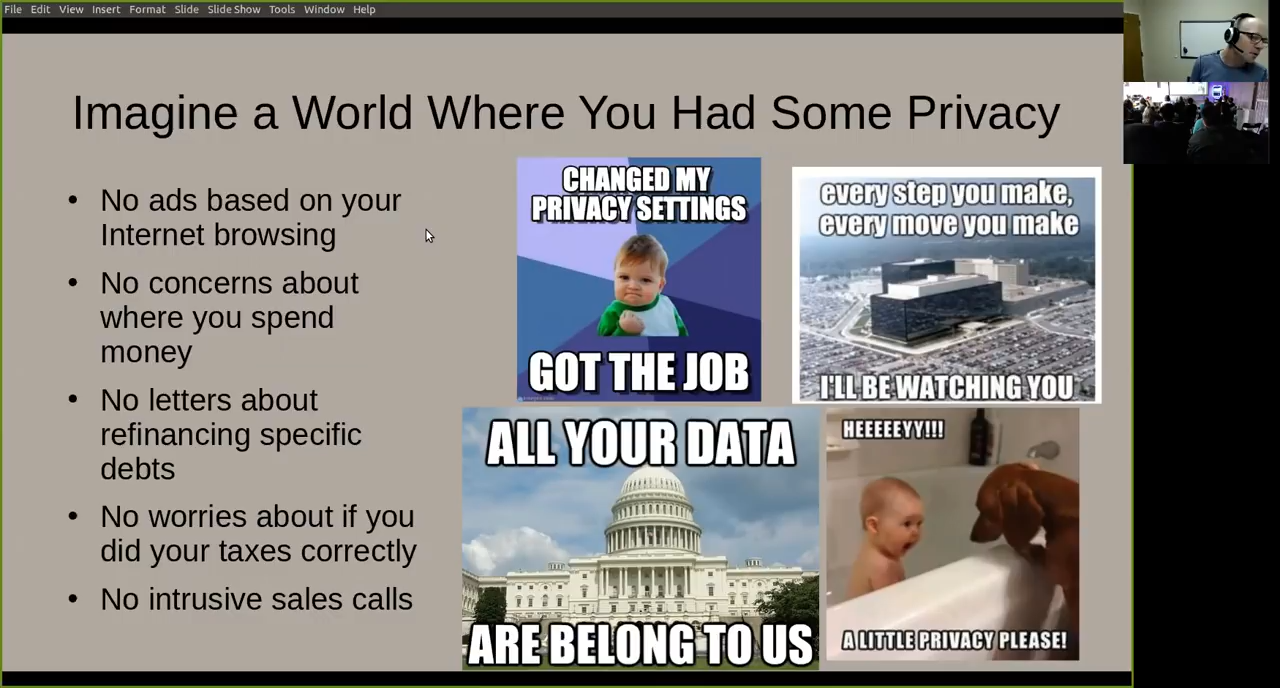 File Edit View Insert Format Slide Slide Show Tools Window Help
Imagine a World Where You Had Some Privacy
• No ads based on your
Internet browsing
• No concerns about
where you spend
money
• No letters about
refinancing specific
debts
• No worries about if you
did your taxes correctly
• No intrusive sales calls
CHANGED MY
PRIVACY SETTINGS
GOT THE JOB
every step you make,
every move you make
I'LL BE WATCHING YOU
ALL YOUR DATA
ARE BELONG TO US
HEEEEEYY!!!
A LITTLE PRIVACY PLEASE!